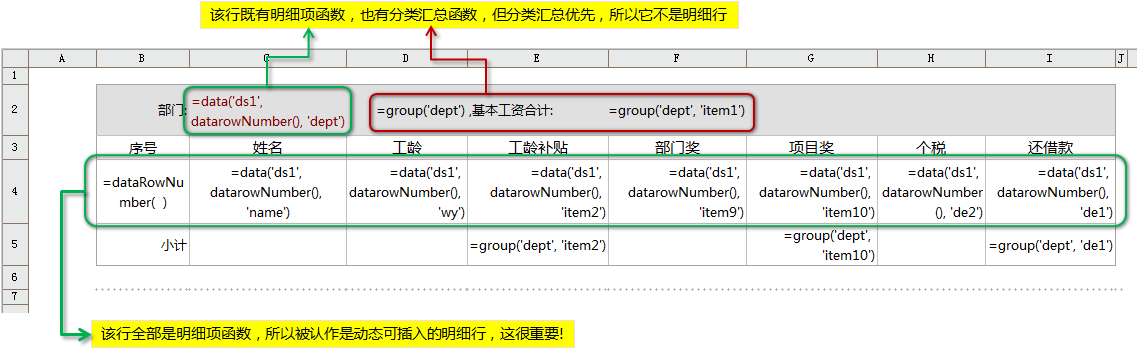 该行既有明细项函数，也有分类汇总函数，但分类汇总优先，所以它不是明细行
A B C D E F G H I J
1
2 部门: =data('ds1', datarowNumber(), 'dept') =group('dept') ,基本工资合计: =group('dept', 'item1')
3 序号 姓名 工龄 工龄补贴 部门奖 项目奖 个税 还借款
4 =dataRowNumber( ) =data('ds1', datarowNumber(), 'name') =data('ds1', datarowNumber(), 'wy') =data('ds1', datarowNumber(), 'item2') =data('ds1', datarowNumber(), 'item9') =data('ds1', datarowNumber(), 'item10') =data('ds1', datarowNumber(), 'de2') =data('ds1', datarowNumber(), 'de1')
5 小计 =group('dept', 'item2') =group('dept', 'item10') =group('dept', 'de1')
6
7
该行全部是明细项函数，所以被认作是动态可插入的明细行，这很重要!